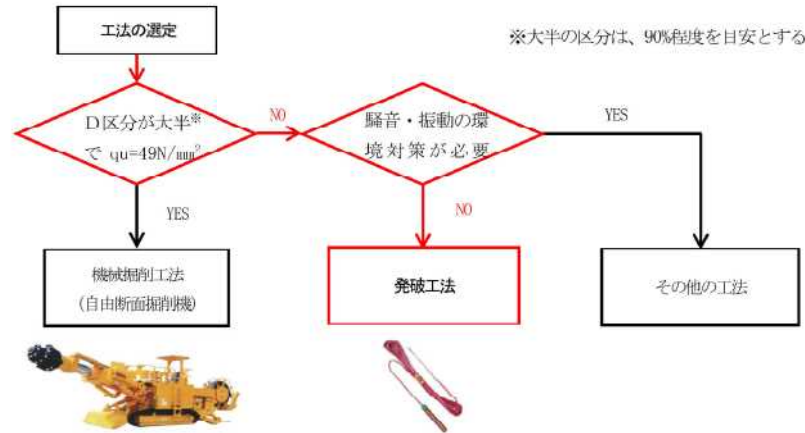 工法の選定
※大半の区分は、90%程度を目安とする
D区分が大半※
で qu=49N/mm²
NO
騒音・振動の環
境対策が必要
YES
YES
NO
機械掘削工法
(自由断面掘削機)
発破工法
その他の工法